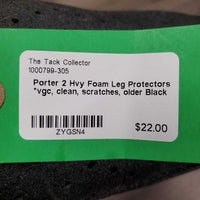 The Tack Collector
1000799-305
Porter 2 Hvy Foam Leg Protectors
*vgc, clean, scratches, older Black
ZYGSN4
$22.00